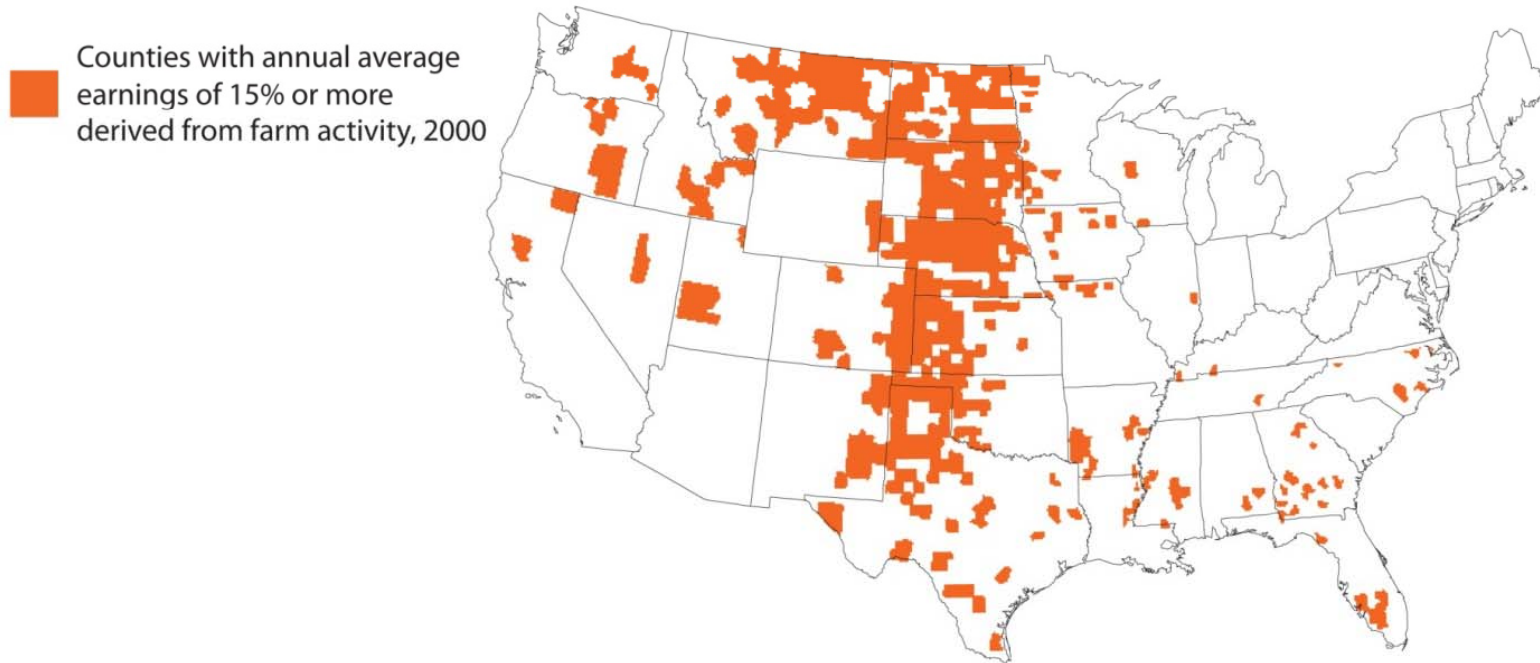 Counties with annual average
earnings of 15% or more
derived from farm activity, 2000